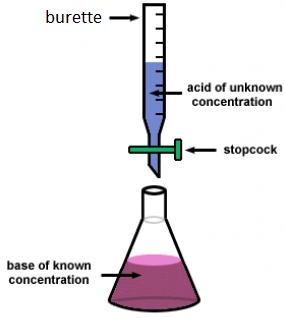 burette
acid of unknown
concentration
stopcock
base of known
concentration